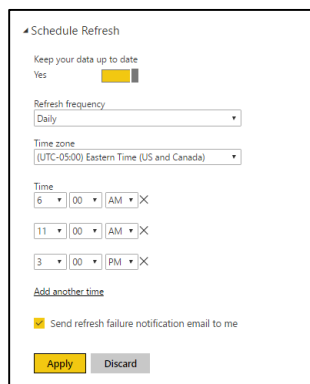 Schedule Refresh
Keep your data up to date
Yes
Refresh frequency
Daily
Time zone
(UTC-05:00) Eastern Time (US and Canada)
Time
6 00 AM
11 00 AM
3 00 PM
Add another time
Send refresh failure notification email to me
Apply Discard